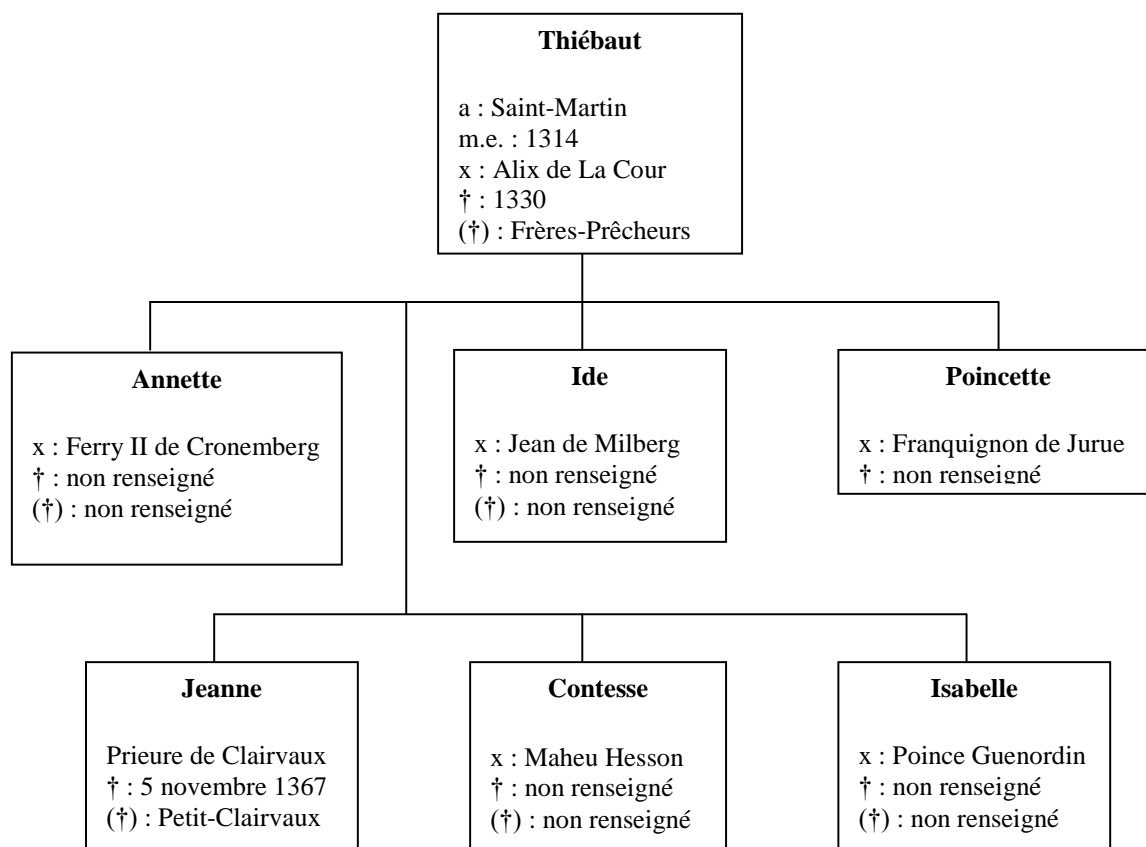 Thiébaut
a : Saint-Martin
m.e. : 1314
x : Alix de La Cour
† : 1330
(†) : Frères-Prêcheurs
Annette
x : Ferry II de Cronemberg
† : non renseigné
(†) : non renseigné
Ide
x : Jean de Milberg
† : non renseigné
(†) : non renseigné
Poincette
x : Franquignon de Jurue
† : non renseigné
Jeanne
Prieure de Clairvaux
† : 5 novembre 1367
(†) : Petit-Clairvaux
Contesse
x : Maheu Hesson
† : non renseigné
(†) : non renseigné
Isabelle
x : Poince Guenordin
† : non renseigné
(†) : non renseigné